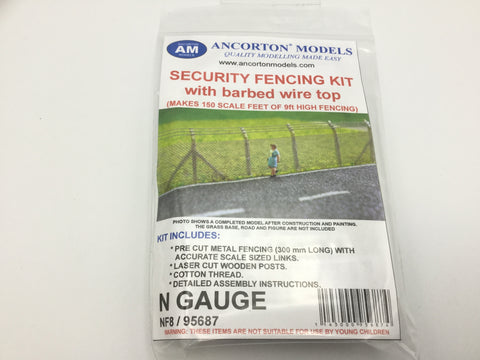 ANCORTON
MODELS
AM
ANCORTON MODELS
QUALITY MODELLING MADE EASY
www.ancortonmodels.com
SECURITY FENCING KIT
with barbed wire top
(MAKES 150 SCALE FEET OF 9ft HIGH FENCING)
PHOTO SHOWS A COMPLETED MODEL AFTER CONSTRUCTION AND PAINTING.
THE GRASS BASE, ROAD AND FIGURE ARE NOT INCLUDED
KIT INCLUDES:
* PRE CUT METAL FENCING (300 mm LONG) WITH
ACCURATE SCALE SIZED LINKS.
* LASER CUT WOODEN POSTS.
* COTTON THREAD.
* DETAILED ASSEMBLY INSTRUCTIONS.
N GAUGE
NF8 / 95687
WARNING: THESE ITEMS ARE NOT SUITABLE FOR USE BY YOUNG CHILDREN